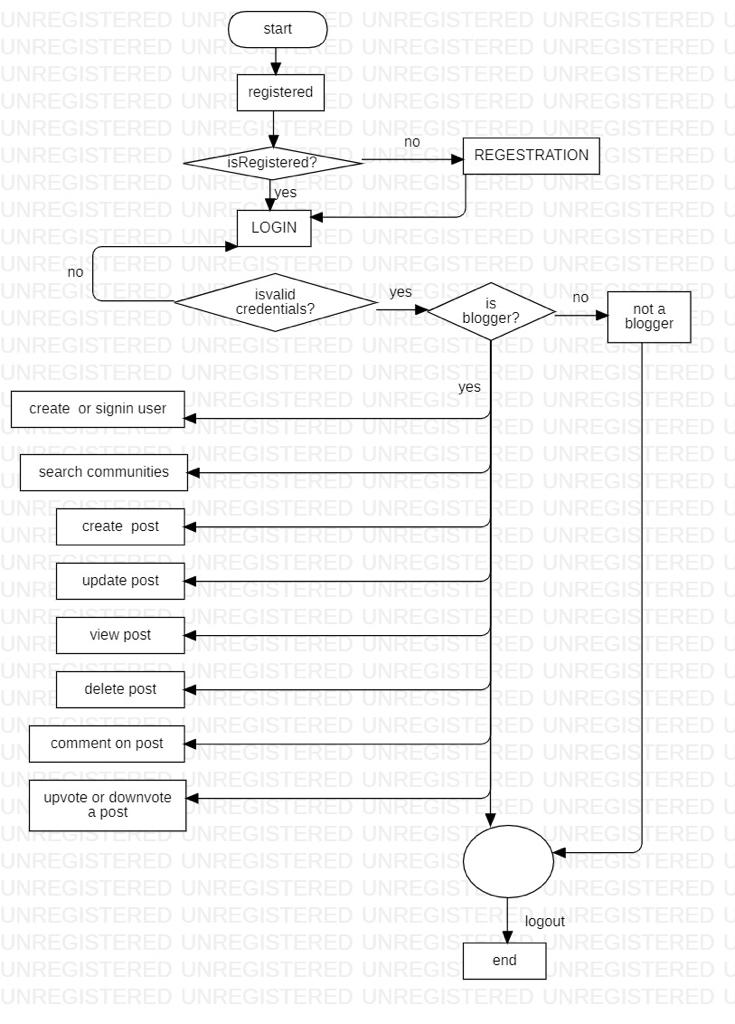 start
registered
isRegistered?
no
REGESTRATION
yes
LOGIN
no
isvalid
credentials?
yes
is
blogger?
no
not a
blogger
yes
create or signin user
search communities
create post
update post
view post
delete post
comment on post
upvote or downvote
a post
logout
end
UNREGISTERED